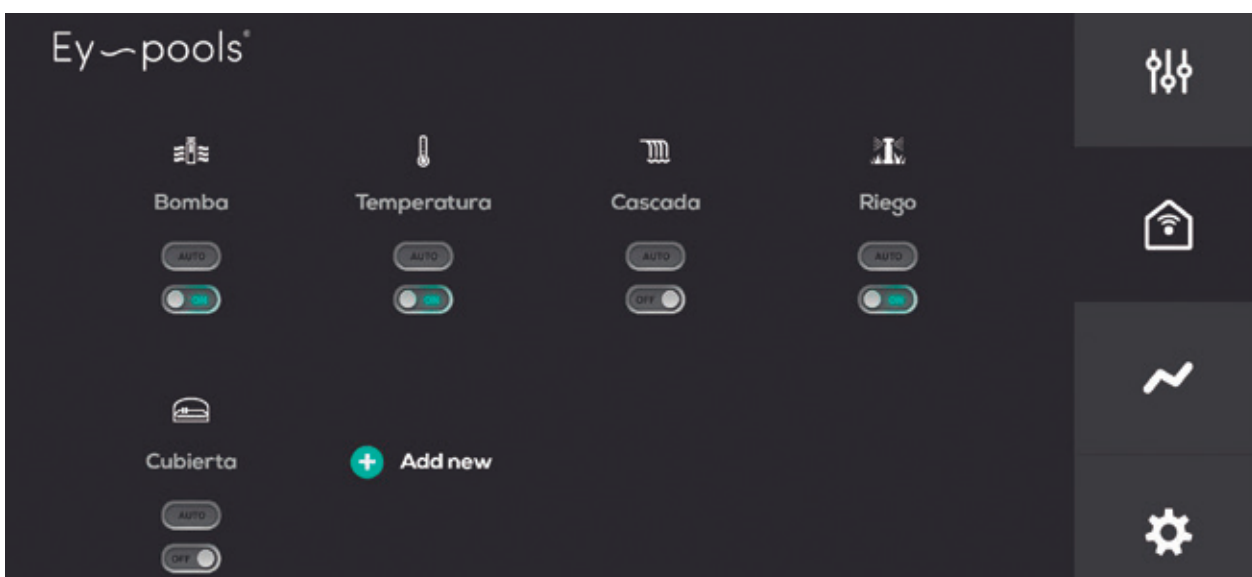 Ey-pools®
Bomba Temperatura Cascada Riego
AUTO AUTO AUTO AUTO
ON ON OFF ON
Cubierta Add new
AUTO
OFF